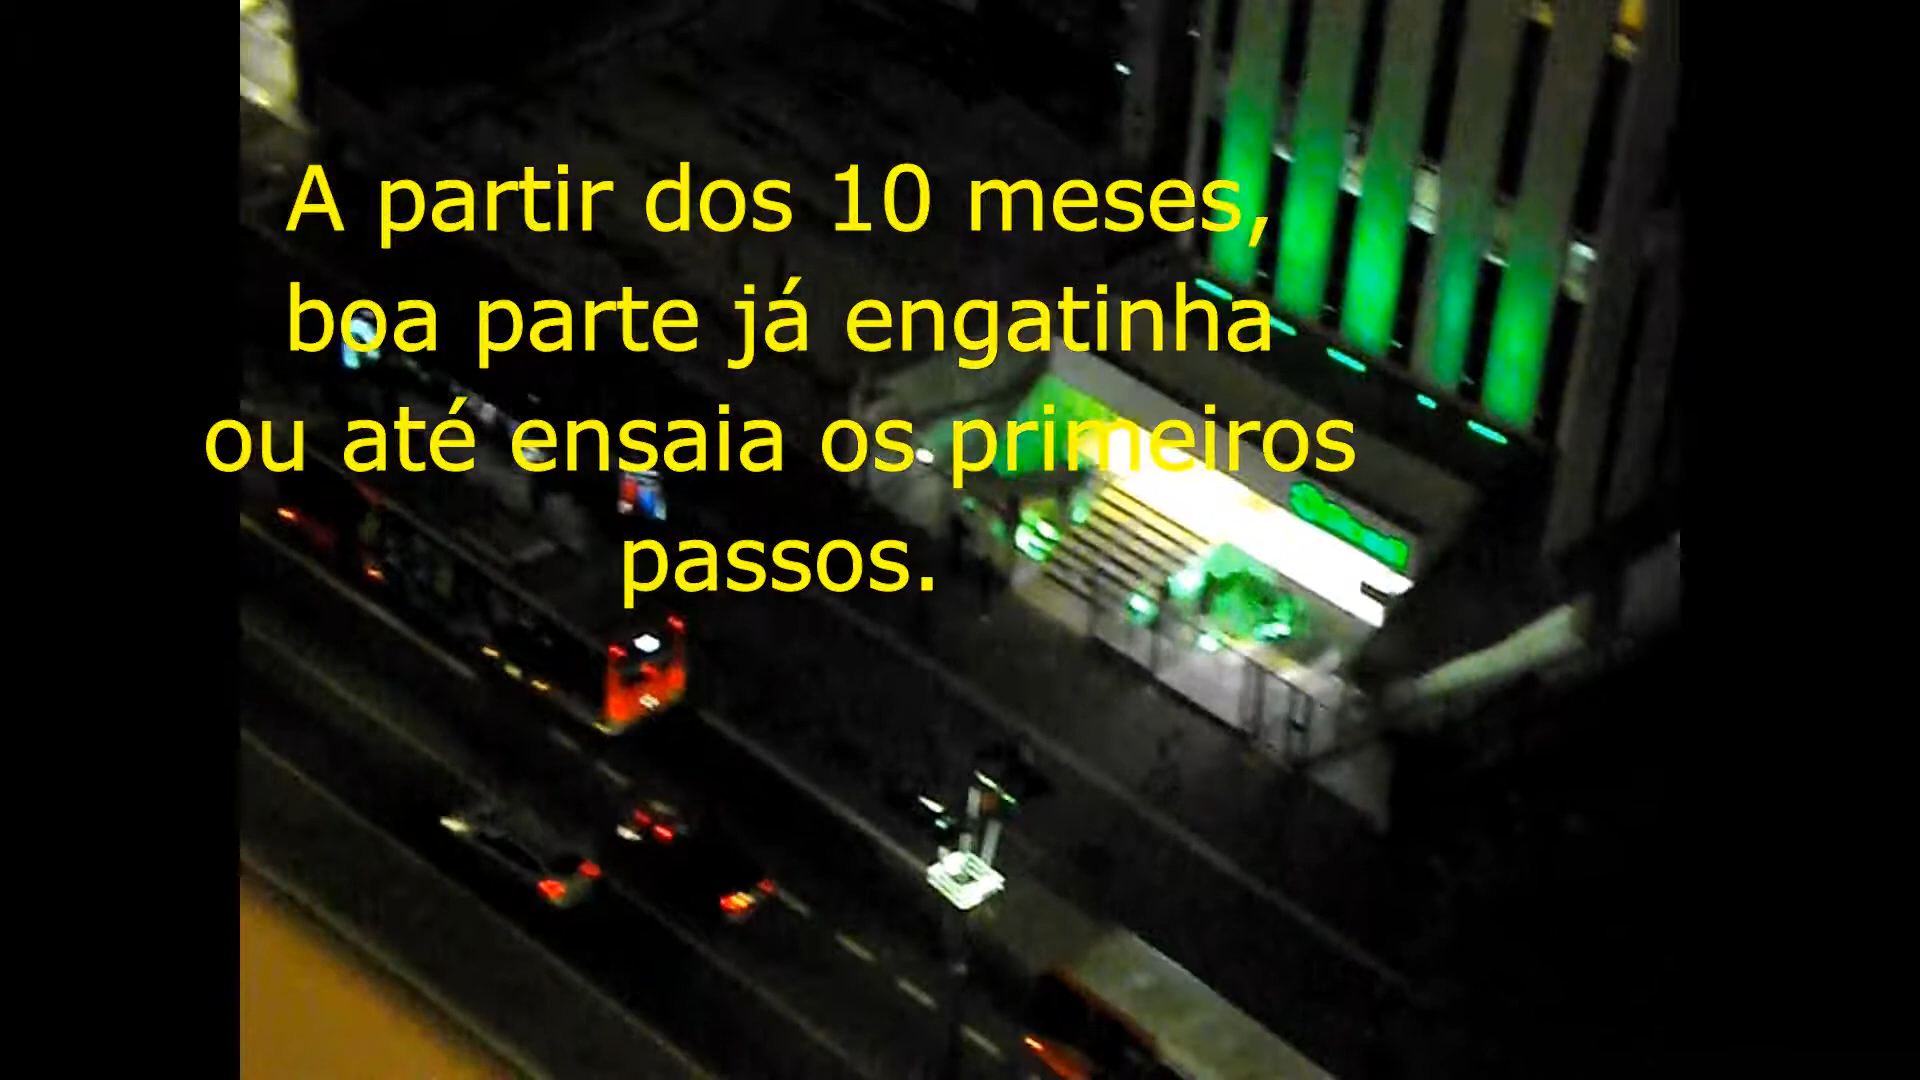 A partir dos 10 meses,
boa parte já engatinha
ou até ensaia os primeiros
passos.